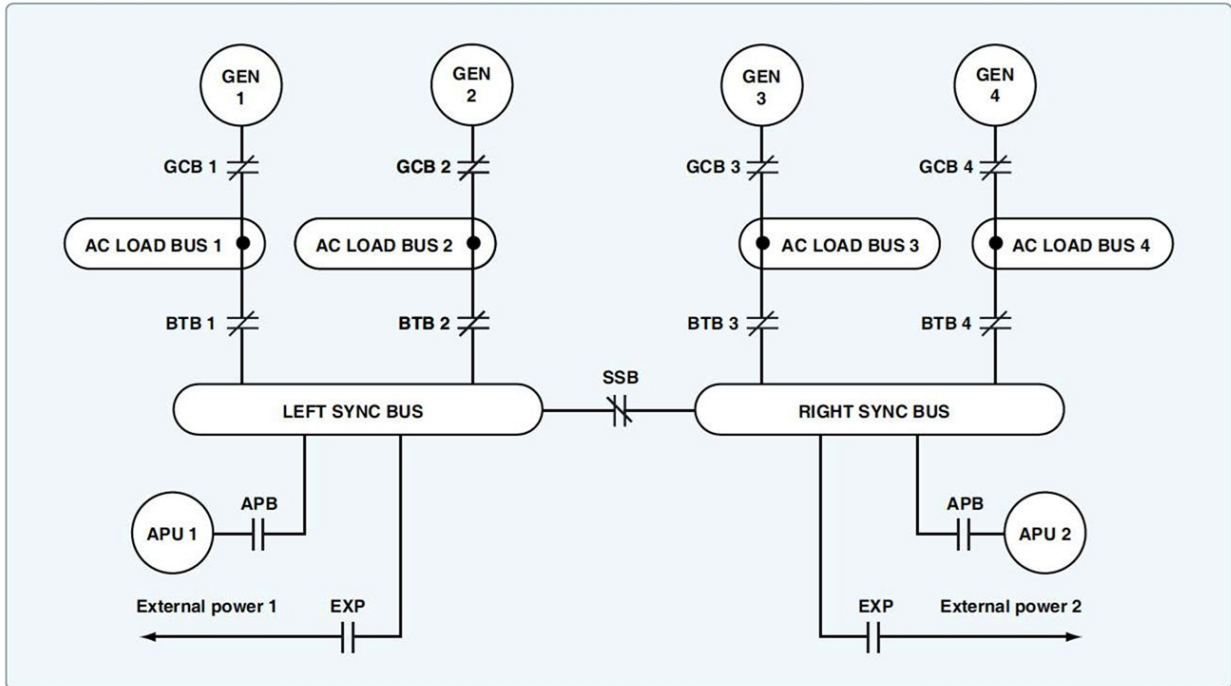 GEN
1
GEN
2
GEN
3
GEN
4
GCB 1
GCB 2
GCB 3
GCB 4
AC LOAD BUS 1
AC LOAD BUS 2
AC LOAD BUS 3
AC LOAD BUS 4
BTB 1
BTB 2
BTB 3
BTB 4
SSB
LEFT SYNC BUS
RIGHT SYNC BUS
APB
APB
APU 1
APU 2
External power 1
EXP
EXP
External power 2